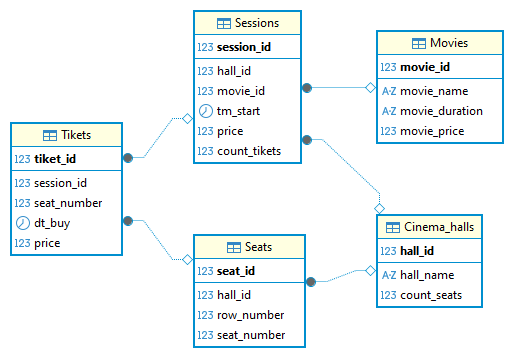 Sessions
123 session_id
123 hall_id
123 movie_id
tm_start
123 price
123 count_tikets
Movies
123 movie_id
A-Z movie_name
A-Z movie_duration
123 movie_price
Tikets
123 tiket_id
123 session_id
123 seat_number
dt_buy
123 price
Seats
123 seat_id
123 hall_id
123 row_number
123 seat_number
Cinema_halls
123 hall_id
A-Z hall_name
123 count_seats